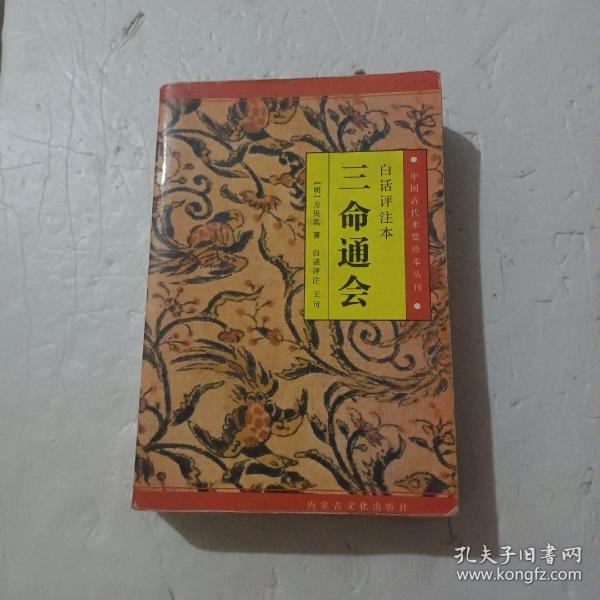 中国古代术数珍本丛刊
白话评注本
三命通会
[明]万民英 著 白话评注 王可
内蒙古文化出版社
孔夫子旧书网
www.kongfz.com